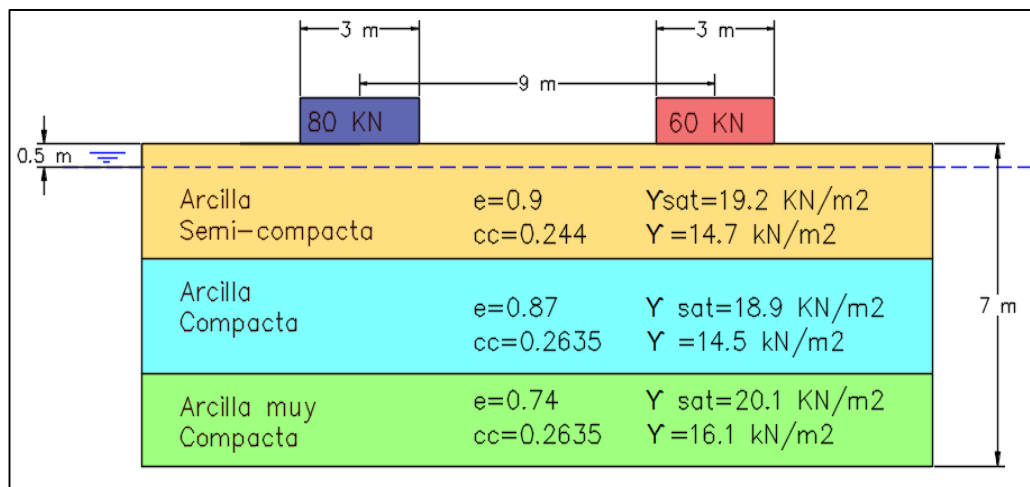 3 m
3 m
9 m
80 KN
60 KN
0.5 m
Arcilla
Semi-compacta
e=0.9
cc=0.244
ϒsat=19.2 KN/m2
ϒ =14.7 kN/m2
Arcilla
Compacta
e=0.87
cc=0.2635
ϒ sat=18.9 KN/m2
ϒ =14.5 kN/m2
7 m
Arcilla muy
Compacta
e=0.74
cc=0.2635
ϒ sat=20.1 KN/m2
ϒ=16.1 kN/m2